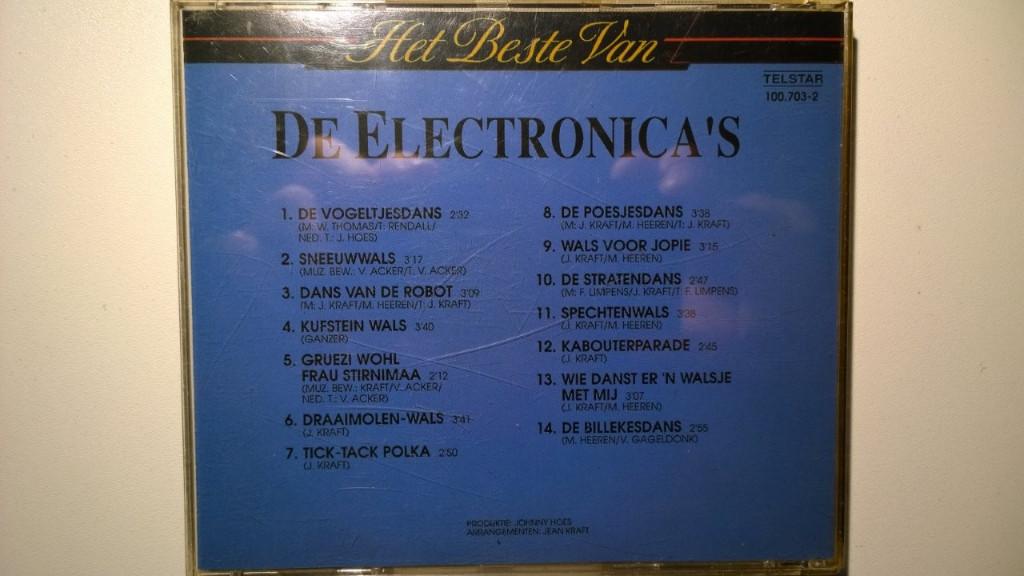 Het Beste Van
TELSTAR
100.703-2
DE ELECTRONICA'S
1. DE VOGELTJESDANS 2'32
(M: W. THOMAS/T: RENDALL/
NED. T.: J. HOES)
2. SNEEUWWALS 3'17
(MUZ. BEW.: V. ACKER/T: V. ACKER)
3. DANS VAN DE ROBOT 3'09
(M: J. KRAFT/M. HEEREN/T: J. KRAFT)
4. KUFSTEIN WALS 3'40
(GANZER)
5. GRUEZI WOHL
FRAU STIRNIMAA 2'12
(MUZ. BEW.: KRAFT/V. ACKER/
NED. T.: V. ACKER)
6. DRAAIMOLEN-WALS 3'41
(J. KRAFT)
7. TICK-TACK POLKA 2'50
(J. KRAFT)
8. DE POESJESDANS 3'38
(M: J. KRAFT/M. HEEREN/T: J. KRAFT)
9. WALS VOOR JOPIE 3'15
(J. KRAFT/M. HEEREN)
10. DE STRATENDANS 2'47
(M: F. LIMPENS/J. KRAFT/T: F. LIMPENS)
11. SPECHTENWALS 3'38
(J. KRAFT/M. HEEREN)
12. KABOUTERPARADE 2'45
(J. KRAFT)
13. WIE DANST ER 'N WALSJE
MET MIJ 3'07
(J. KRAFT/M. HEEREN)
14. DE BILLEKESDANS 2'55
(M. HEEREN/V. GAGELDONK)
PRODUKTIE: JOHNNY HOES
ARRANGEMENTEN: JEAN KRAFT